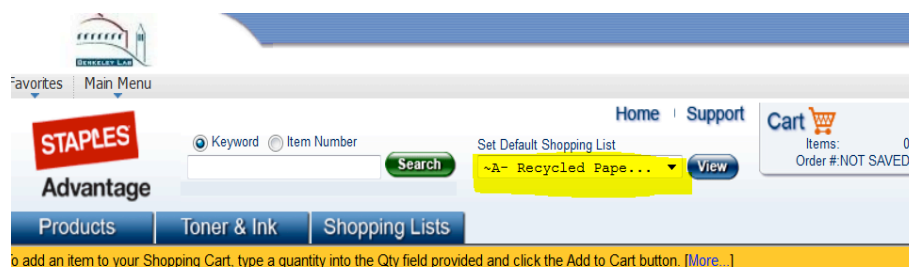 BERKELEY LAB
Favorites Main Menu
Home Support
STAPLES
Advantage
Keyword Item Number
Search
Set Default Shopping List
~A- Recycled Pape... View
Cart
Items: 0
Order #:NOT SAVED
Products Toner & Ink Shopping Lists
To add an item to your Shopping Cart, type a quantity into the Qty field provided and click the Add to Cart button. [More...]